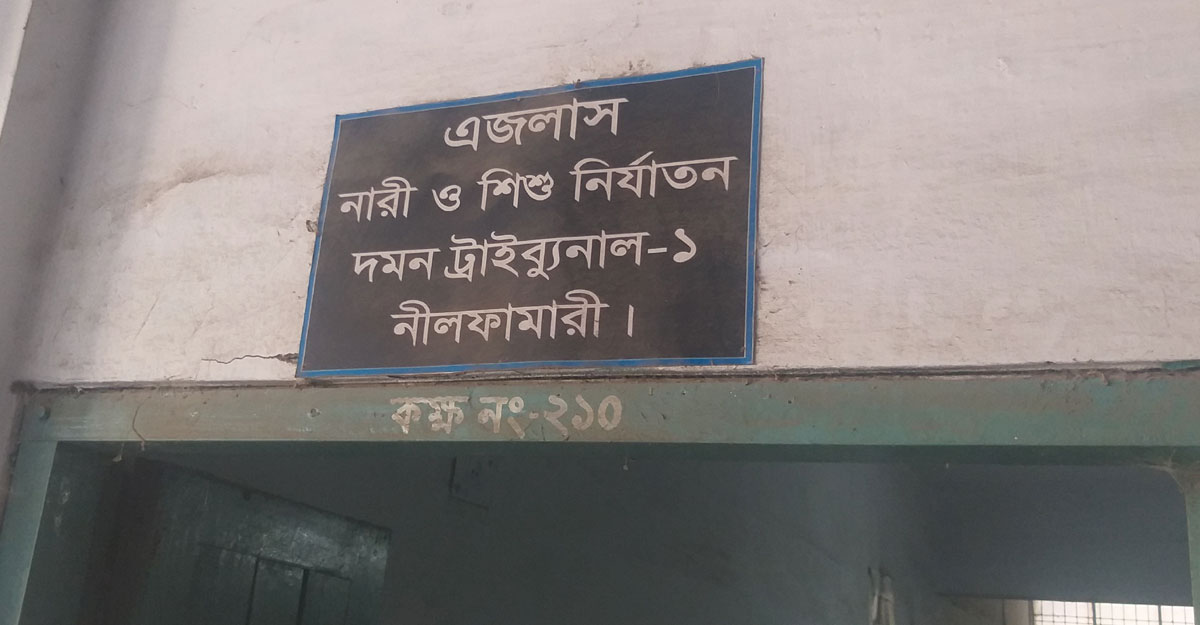 এজলাস
নারী ও শিশু নির্যাতন
দমন ট্রাইব্যুনাল-১
নীলফামারী।
কক্ষ নং-২১০